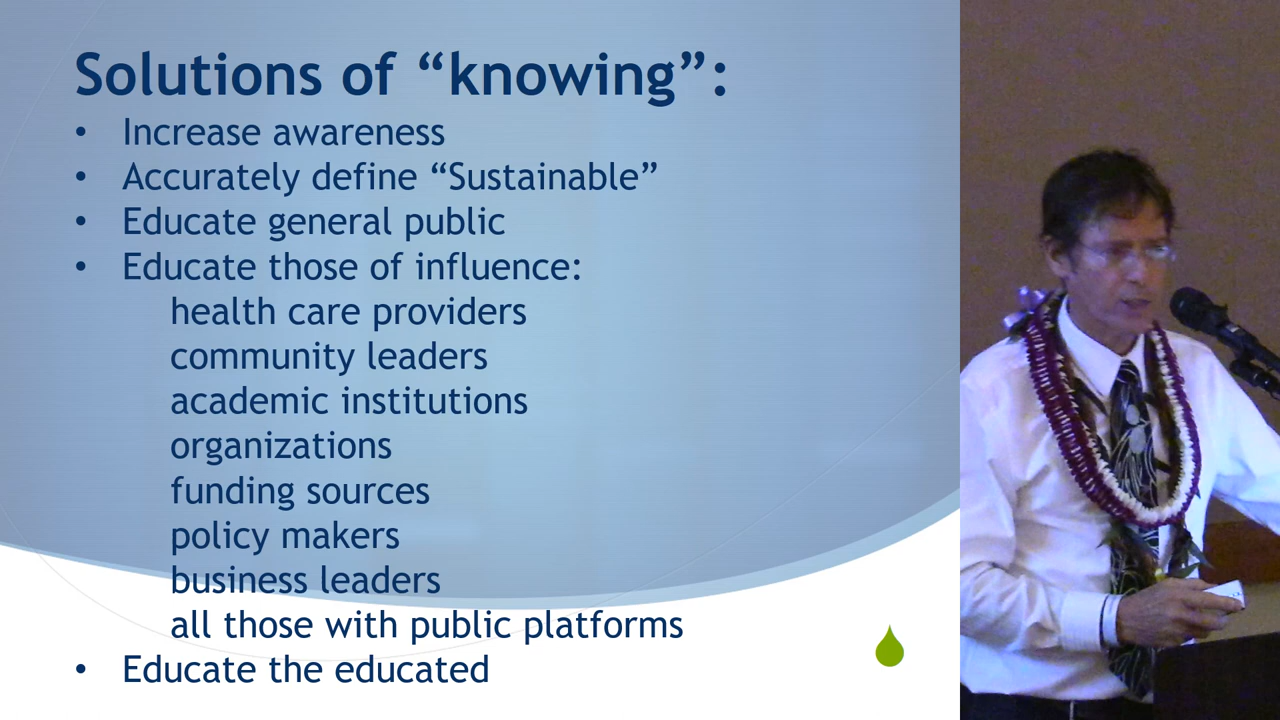 Solutions of “knowing”:
• Increase awareness
• Accurately define “Sustainable”
• Educate general public
• Educate those of influence:
health care providers
community leaders
academic institutions
organizations
funding sources
policy makers
business leaders
all those with public platforms
• Educate the educated